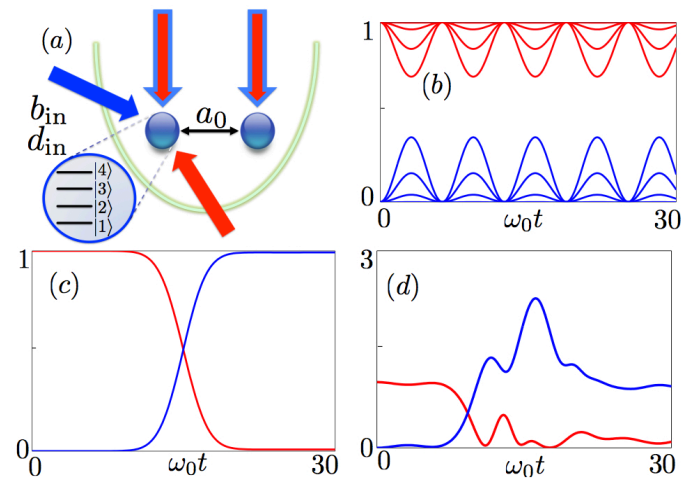 (a)
b_in
d_in
a_0
|4⟩
|3⟩
|2⟩
|1⟩
1
(b)
0
0
ω_0t
30
1
(c)
0
0
ω_0t
30
3
(d)
0
0
ω_0t
30